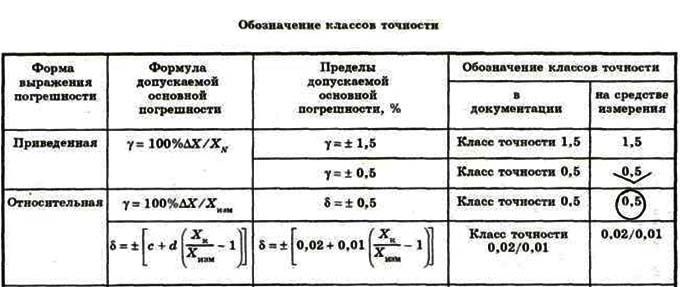 Обозначение классов точности
Форма выражения погрешности
Формула допускаемой основной погрешности
Пределы допускаемой основной погрешности, %
Обозначение классов точности
в документации
на средстве измерения
Приведенная
γ = 100%ΔX/X_N
γ = ± 1,5
Класс точности 1,5
1,5
γ = ± 0,5
Класс точности 0,5
0,5
Относительная
γ = 100%ΔX/X_изм
δ = ± 0,5
Класс точности 0,5
0,5
δ = ± [c + d (X_к/X_изм − 1)]
δ = ± [0,02 + 0,01 (X_к/X_изм − 1)]
Класс точности 0,02/0,01
0,02/0,01